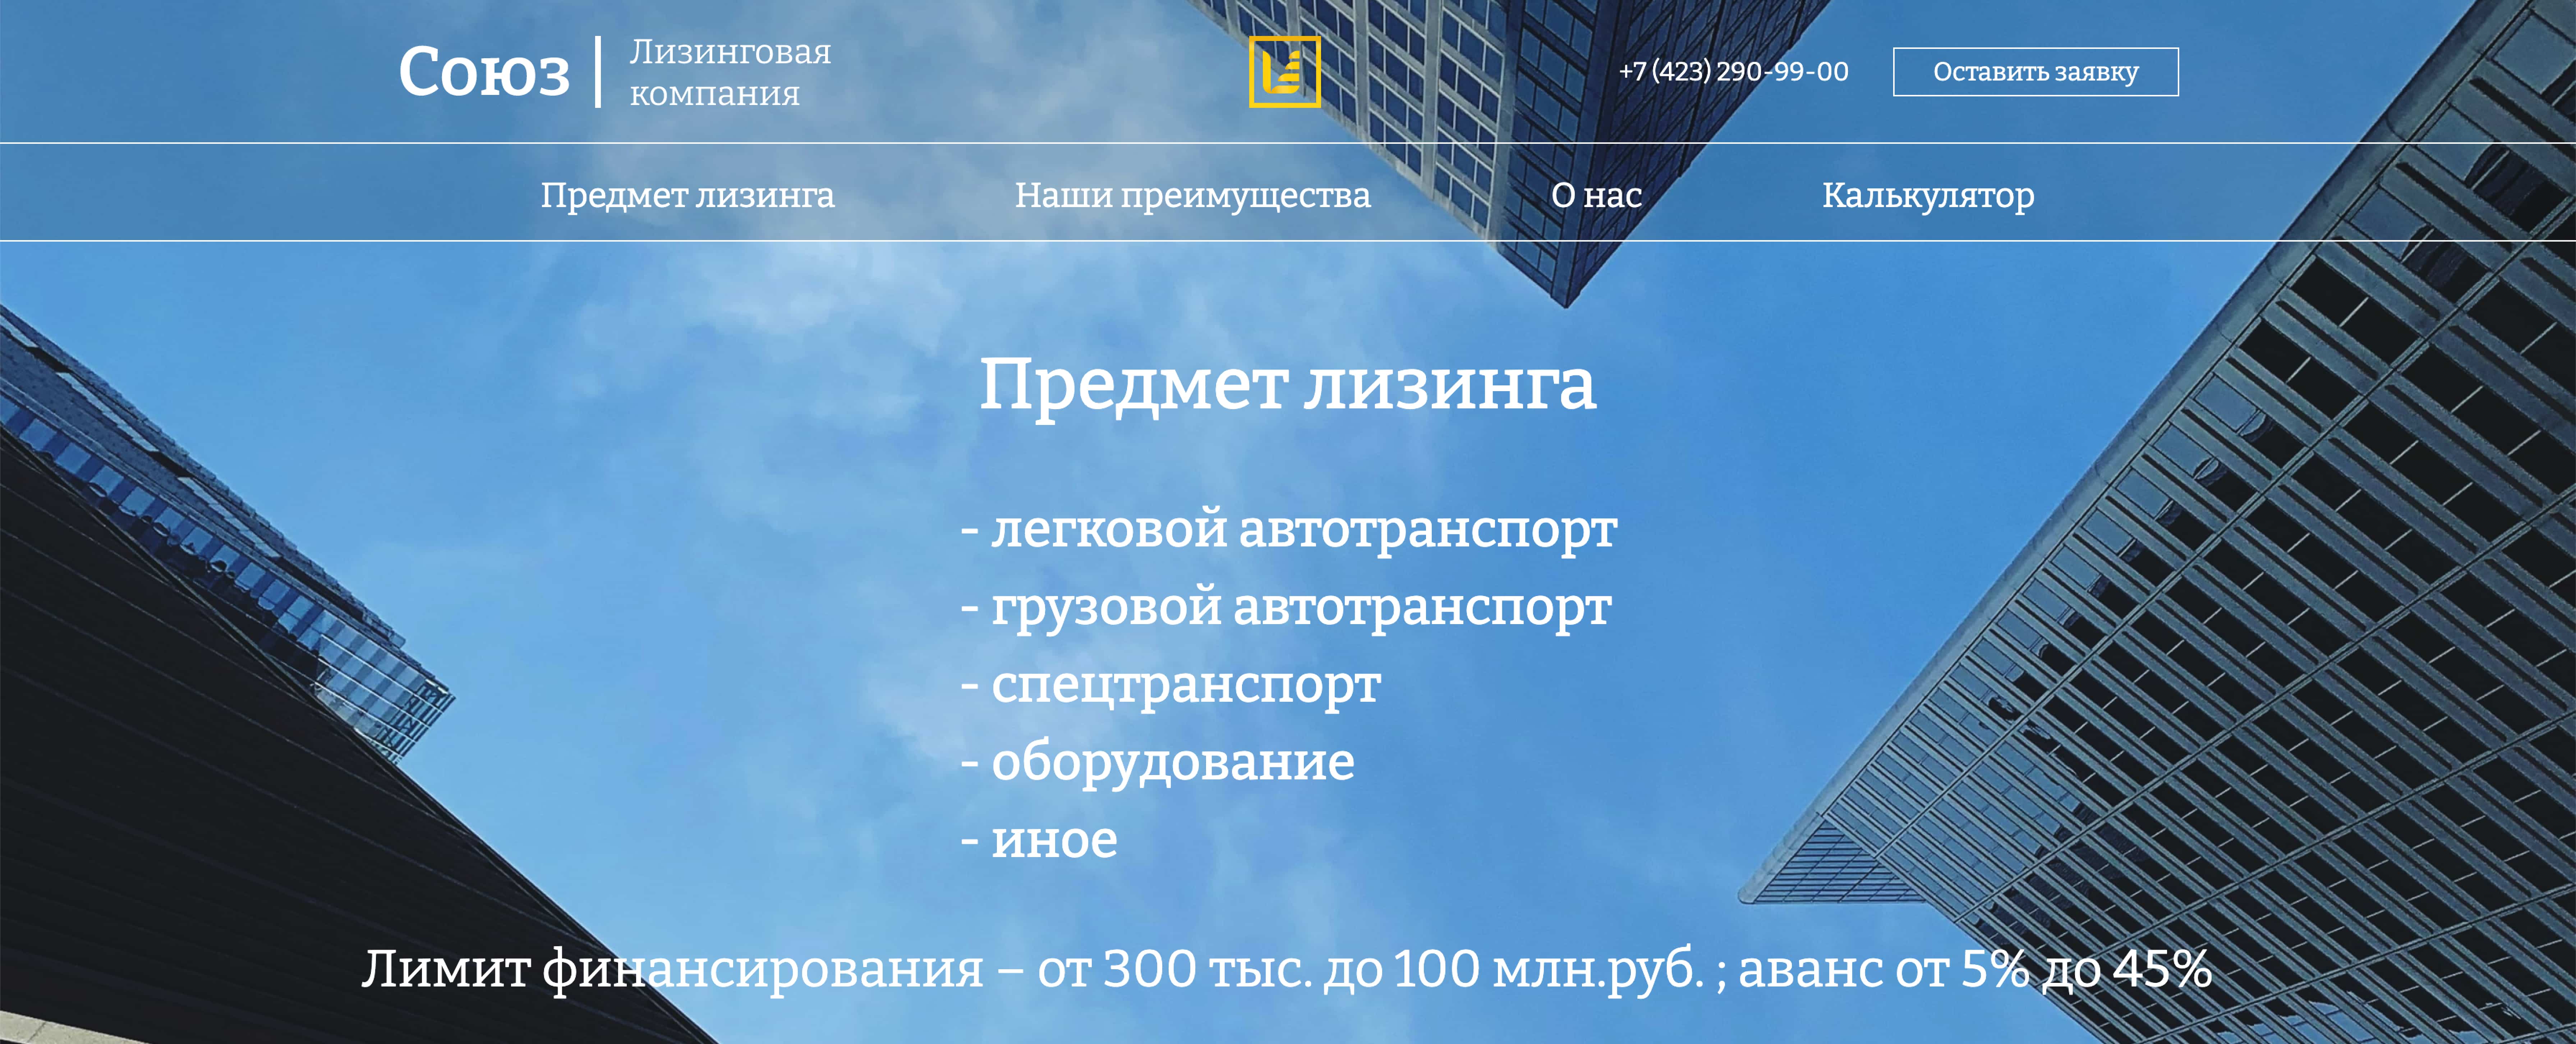 Союз
Лизинговая
компания
+7 (423) 290-99-00
Оставить заявку
Предмет лизинга
Наши преимущества
О нас
Калькулятор
Предмет лизинга
- легковой автотранспорт
- грузовой автотранспорт
- спецтранспорт
- оборудование
- иное
Лимит финансирования – от 300 тыс. до 100 млн.руб. ; аванс от 5% до 45%